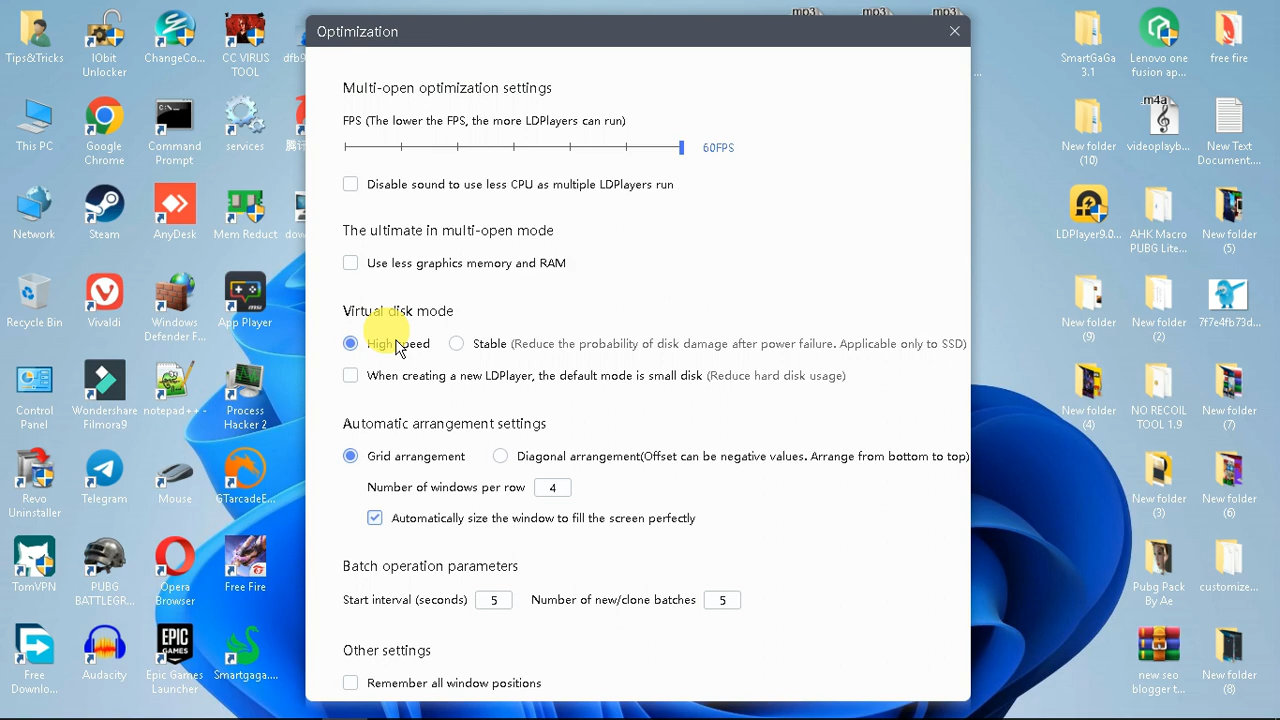 Optimization
Multi-open optimization settings
FPS (The lower the FPS, the more LDPlayers can run)
60FPS
Disable sound to use less CPU as multiple LDPlayers run
The ultimate in multi-open mode
Use less graphics memory and RAM
Virtual disk mode
High speed
Stable (Reduce the probability of disk damage after power failure. Applicable only to SSD)
When creating a new LDPlayer, the default mode is small disk (Reduce hard disk usage)
Automatic arrangement settings
Grid arrangement
Diagonal arrangement(Offset can be negative values. Arrange from bottom to top)
Number of windows per row 4
Automatically size the window to fill the screen perfectly
Batch operation parameters
Start interval (seconds) 5
Number of new/clone batches 5
Other settings
Remember all window positions
Tips&Tricks
IObit
Unlocker
ChangeCo...
CC VIRUS
TOOL
dfb9
This PC
Google
Chrome
Command
Prompt
services
Network
Steam
AnyDesk
Mem Reduct
dow
Recycle Bin
Vivaldi
Windows
Defender F...
App Player
Control
Panel
Wondershare
Filmora9
notepad++ -
Process
Hacker 2
Revo
Uninstaller
Telegram
Mouse
GTarcadeE...
TomVPN
PUBG
BATTLEGR...
Opera
Browser
Free Fire
Free
Downlo...
Audacity
Epic Games
Launcher
Smartgaga....
EPIC
GAMES
mp3
mp3
mp3
SmartGaGa
3.1
Lenovo one
fusion ap...
free fire
New folder
(10)
.m4a
videoplayb...
New Text
Document....
LDPlayer9.0...
AHK Macro
PUBG Lite...
New folder
(5)
New folder
(9)
New folder
(2)
7f7e4fb73d...
New folder
(4)
NO RECOIL
TOOL 1.9
New folder
(7)
New folder
(3)
New folder
(6)
Pubg Pack
By Ae
customize...
new seo
blogger t...
New folder
(8)